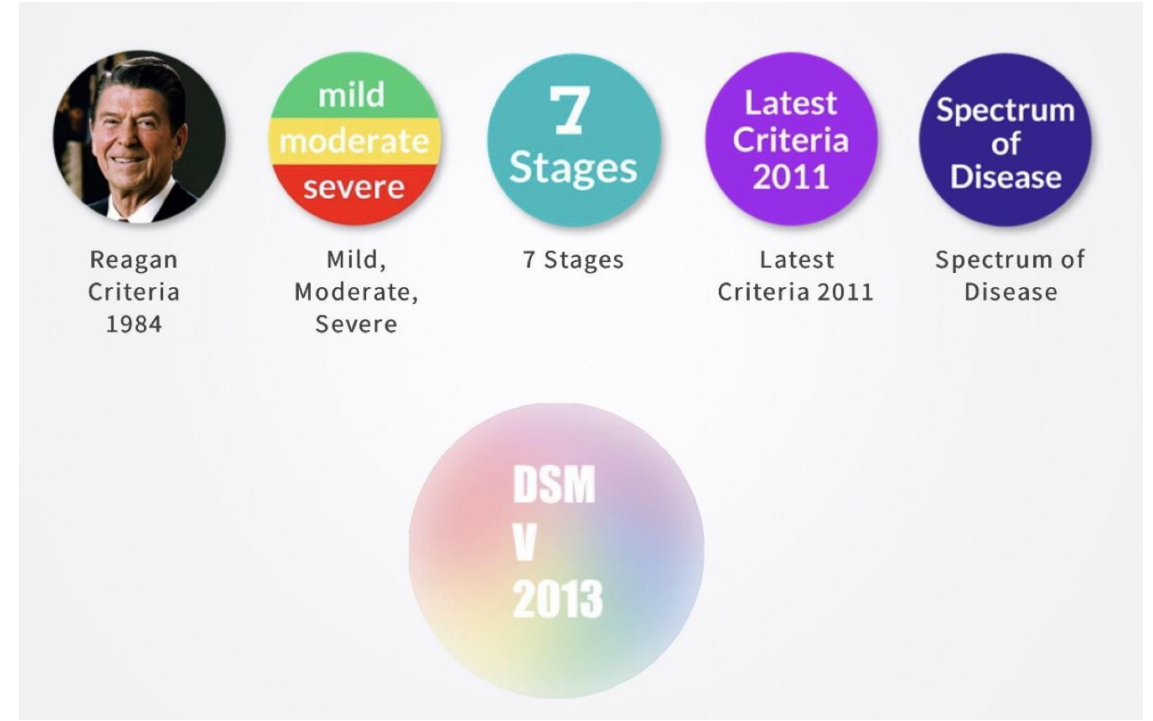 mild
moderate
severe
7
Stages
Latest
Criteria
2011
Spectrum
of
Disease
Reagan
Criteria
1984
Mild,
Moderate,
Severe
7 Stages
Latest
Criteria 2011
Spectrum of
Disease
DSM
V
2013